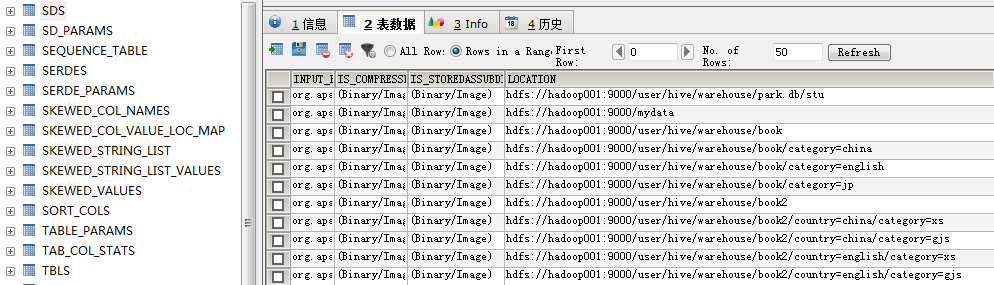 SDS
SD_PARAMS
SEQUENCE_TABLE
SERDES
SERDE_PARAMS
SKEWED_COL_NAMES
SKEWED_COL_VALUE_LOC_MAP
SKEWED_STRING_LIST
SKEWED_STRING_LIST_VALUES
SKEWED_VALUES
SORT_COLS
TABLE_PARAMS
TAB_COL_STATS
TBLS
1 信息 2 表数据 3 Info 4 历史
All Row: Rows in a Rang First Row: 0 No. of Rows: 50 Refresh
INPUT_F IS_COMPRESSI IS_STOREDASUBDI LOCATION
org.apa (Binary/Imag (Binary/Image) hdfs://hadoop001:9000/user/hive/warehouse/park.db/stu
org.apa (Binary/Imag (Binary/Image) hdfs://hadoop001:9000/mydata
org.apa (Binary/Imag (Binary/Image) hdfs://hadoop001:9000/user/hive/warehouse/book
org.apa (Binary/Imag (Binary/Image) hdfs://hadoop001:9000/user/hive/warehouse/book/category=china
org.apa (Binary/Imag (Binary/Image) hdfs://hadoop001:9000/user/hive/warehouse/book/category=english
org.apa (Binary/Imag (Binary/Image) hdfs://hadoop001:9000/user/hive/warehouse/book/category=jp
org.apa (Binary/Imag (Binary/Image) hdfs://hadoop001:9000/user/hive/warehouse/book2
org.apa (Binary/Imag (Binary/Image) hdfs://hadoop001:9000/user/hive/warehouse/book2/country=china/category=xs
org.apa (Binary/Imag (Binary/Image) hdfs://hadoop001:9000/user/hive/warehouse/book2/country=china/category=gjs
org.apa (Binary/Imag (Binary/Image) hdfs://hadoop001:9000/user/hive/warehouse/book2/country=english/category=xs
org.apa (Binary/Imag (Binary/Image) hdfs://hadoop001:9000/user/hive/warehouse/book2/country=english/category=gjs